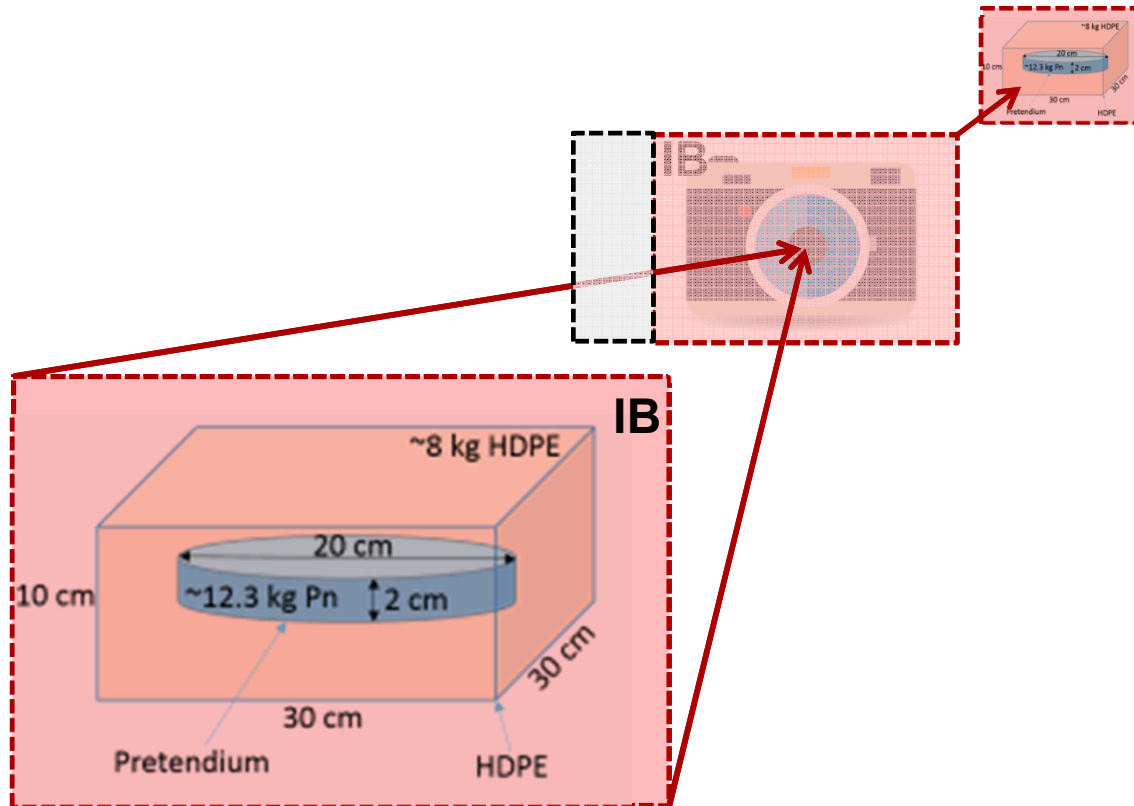 ~8 kg HDPE
20 cm
10 cm
~12.3 kg Pn
2 cm
30 cm
30 cm
Pretendium
HDPE
IB
IB
~8 kg HDPE
20 cm
10 cm
~12.3 kg Pn
2 cm
30 cm
30 cm
Pretendium
HDPE